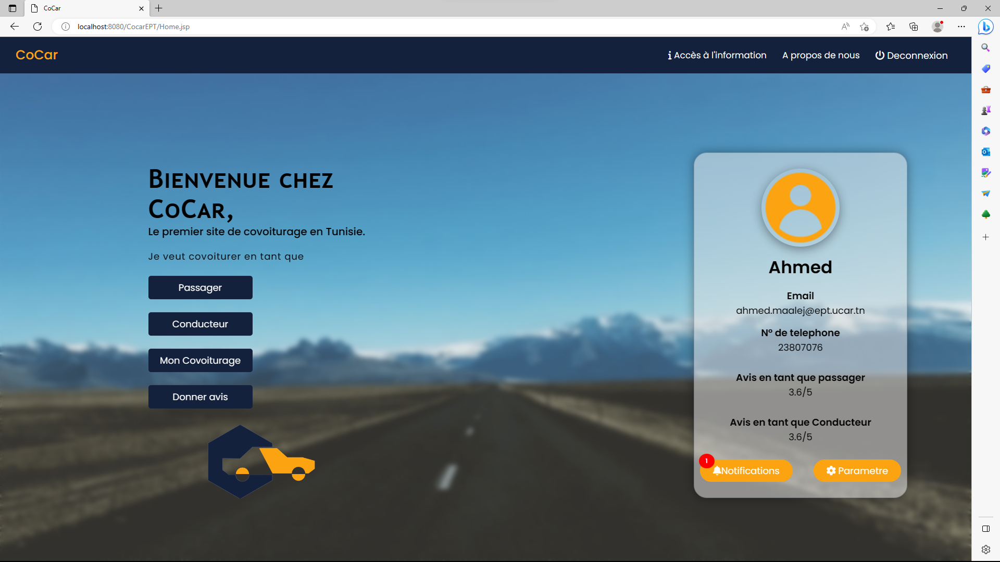 CoCar
localhost:8080/CocarEPT/Home.jsp
CoCar
Accès à l'information
A propos de nous
Deconnexion
Bienvenue chez
CoCar,
Le premier site de covoiturage en Tunisie.
Je veut covoiturer en tant que
Passager
Conducteur
Mon Covoiturage
Donner avis
Ahmed
Email
ahmed.maalej@ept.ucar.tn
N° de telephone
23807076
Avis en tant que passager
3.6/5
Avis en tant que Conducteur
3.6/5
1
Notifications
Parametre